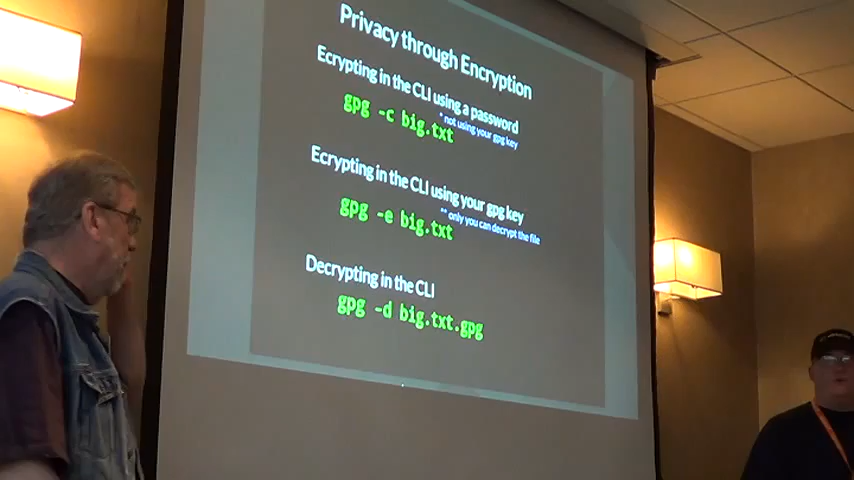 Privacy through Encryption
Ecrypting in the CLI using a password
gpg -c big.txt
* not using your gpg key
Ecrypting in the CLI using your gpg key
gpg -e big.txt
** only you can decrypt the file
Decrypting in the CLI
gpg -d big.txt.gpg